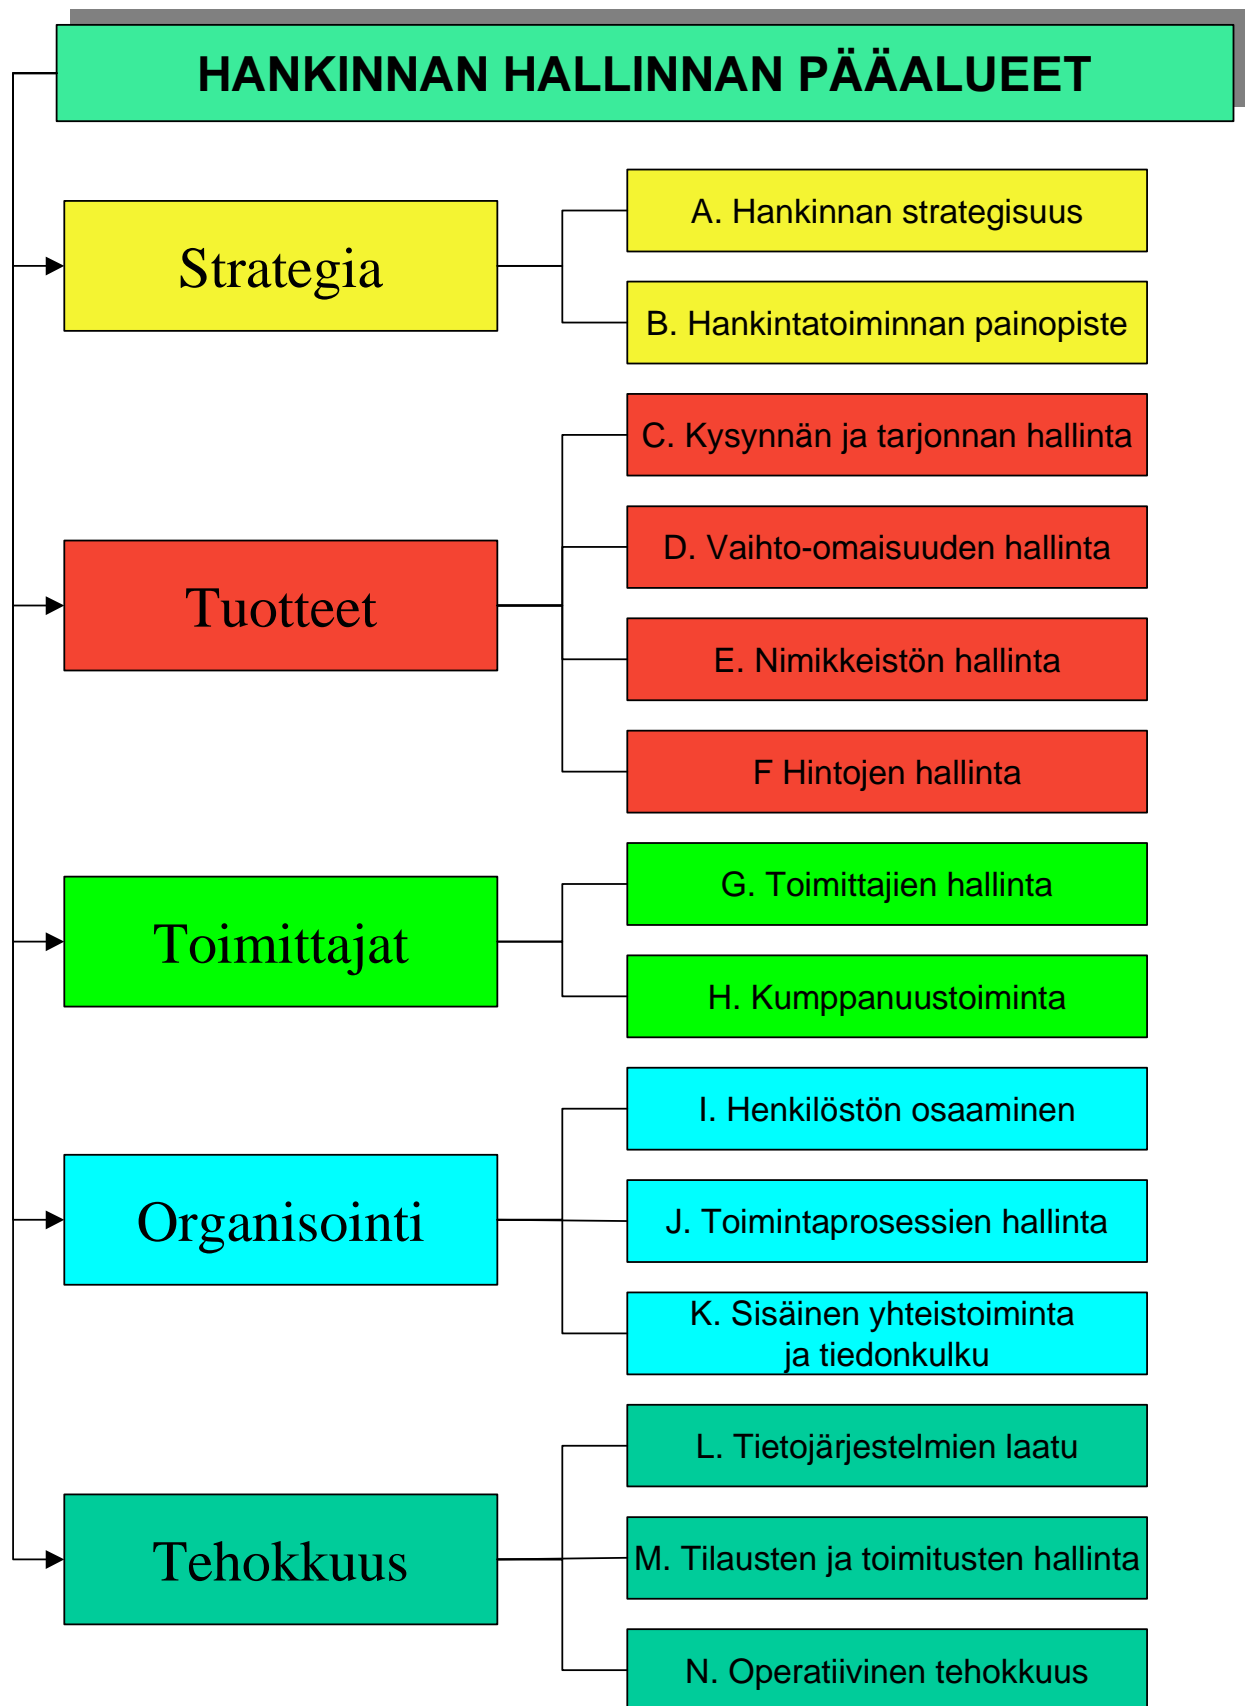 HANKINNAN HALLINNAN PÄÄALUEET
Strategia
A. Hankinnan strategisuus
B. Hankintatoiminnan painopiste
Tuotteet
C. Kysynnän ja tarjonnan hallinta
D. Vaihto-omaisuuden hallinta
E. Nimikkeistön hallinta
F Hintojen hallinta
Toimittajat
G. Toimittajien hallinta
H. Kumppanuustoiminta
Organisointi
I. Henkilöstön osaaminen
J. Toimintaprosessien hallinta
K. Sisäinen yhteistoiminta
ja tiedonkulku
Tehokkuus
L. Tietojärjestelmien laatu
M. Tilausten ja toimitusten hallinta
N. Operatiivinen tehokkuus